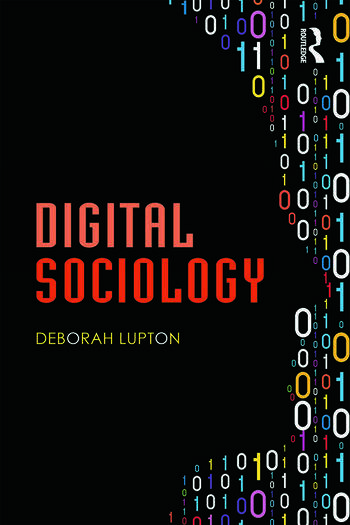 ROUTLEDGE
DIGITAL
SOCIOLOGY
DEBORAH LUPTON